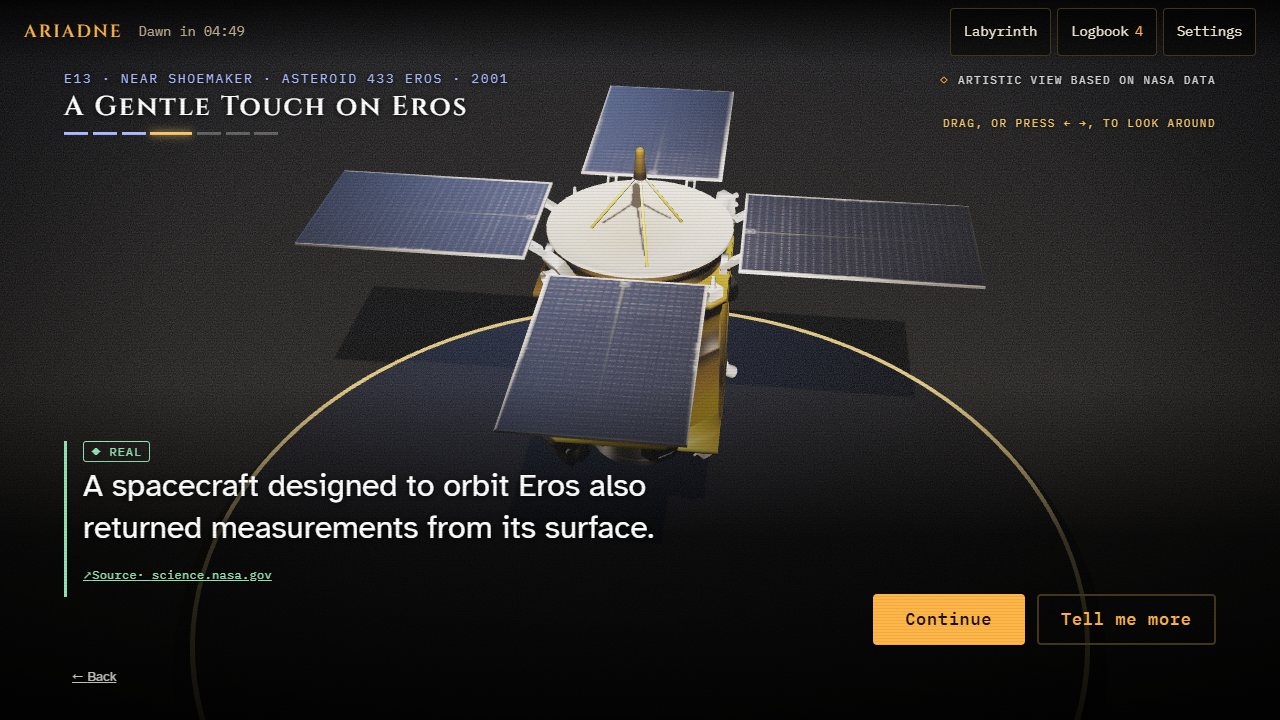 ARIADNE
Dawn in 04:49
Labyrinth
Logbook 4
Settings
E13 · NEAR SHOEMAKER · ASTEROID 433 EROS · 2001
A Gentle Touch on Eros
◇ ARTISTIC VIEW BASED ON NASA DATA
DRAG, OR PRESS ← →, TO LOOK AROUND
◆ REAL
A spacecraft designed to orbit Eros also
returned measurements from its surface.
↗Source· science.nasa.gov
Continue
Tell me more
← Back